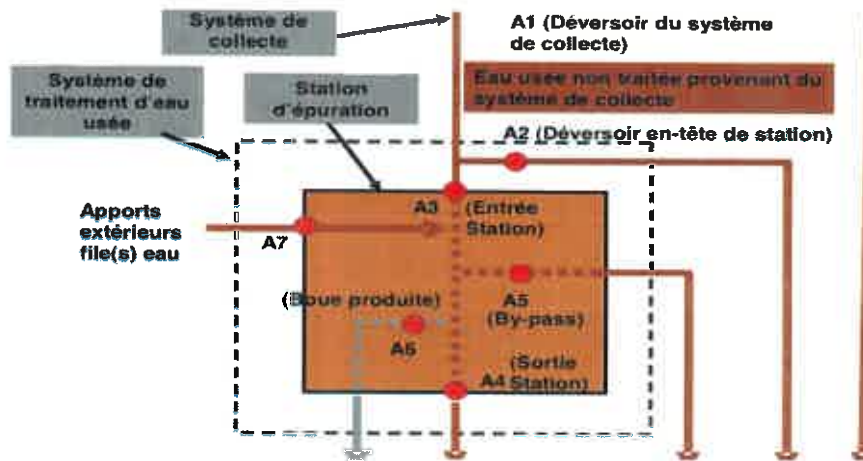 Système de
collecte
A1 (Déversoir du système
de collecte)
Système de
traitement d'eau
usée
Station
d'épuration
Eau usée non traitée provenant du
système de collecte
A2 (Déversoir en-tête de station)
Apports
extérieurs
file(s) eau
A7
A3
(Entrée
Station)
(Boue produite)
A6
A5
(By-pass)
(Sortie
A4 Station)